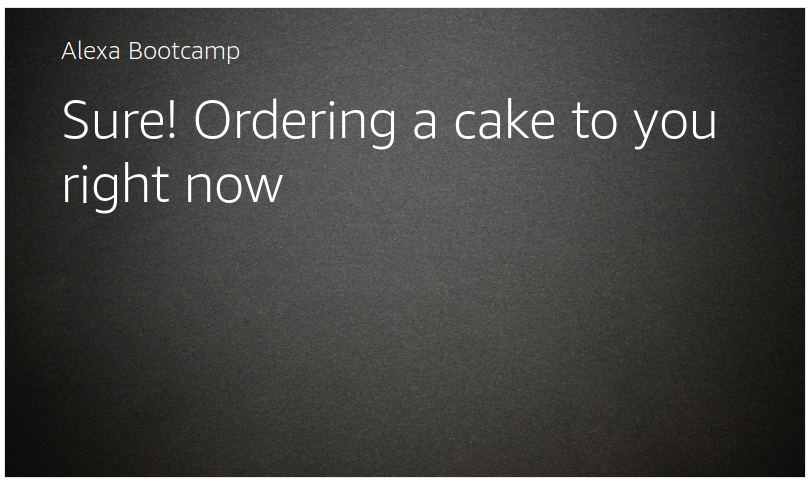 Alexa Bootcamp
Sure! Ordering a cake to you
right now